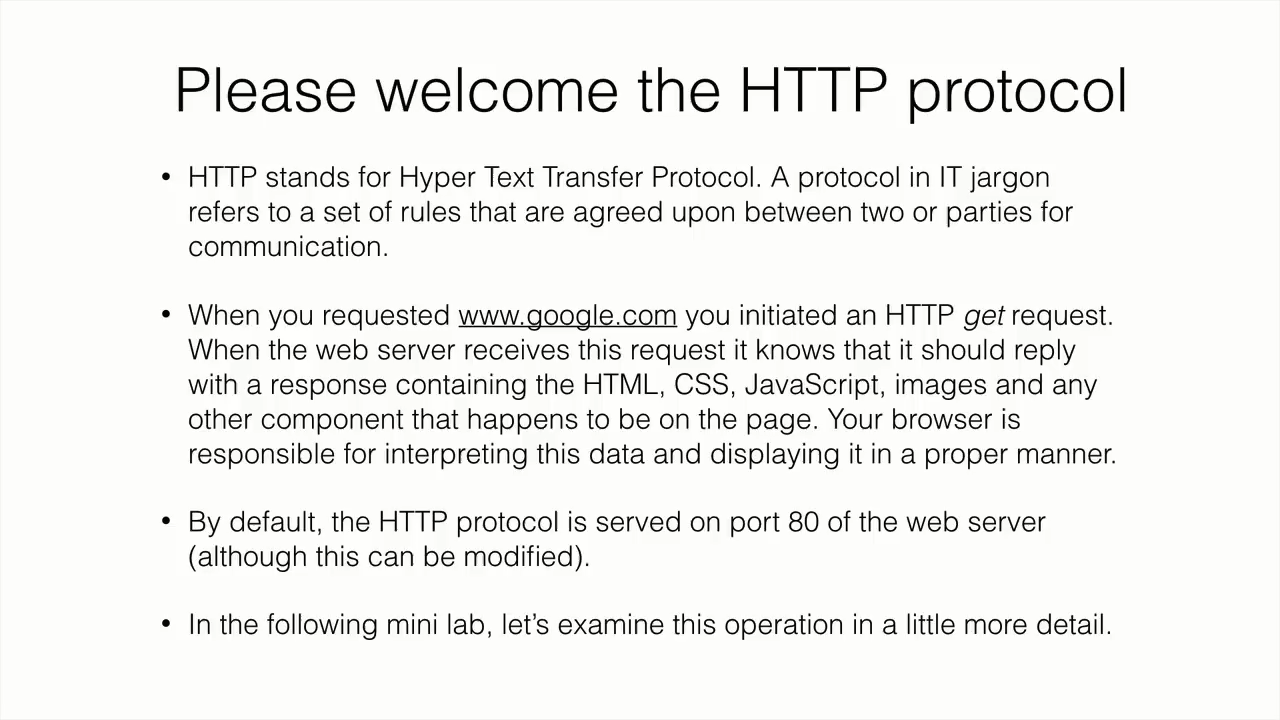 Please welcome the HTTP protocol
• HTTP stands for Hyper Text Transfer Protocol. A protocol in IT jargon
refers to a set of rules that are agreed upon between two or parties for
communication.
• When you requested www.google.com you initiated an HTTP get request.
When the web server receives this request it knows that it should reply
with a response containing the HTML, CSS, JavaScript, images and any
other component that happens to be on the page. Your browser is
responsible for interpreting this data and displaying it in a proper manner.
• By default, the HTTP protocol is served on port 80 of the web server
(although this can be modified).
• In the following mini lab, let’s examine this operation in a little more detail.